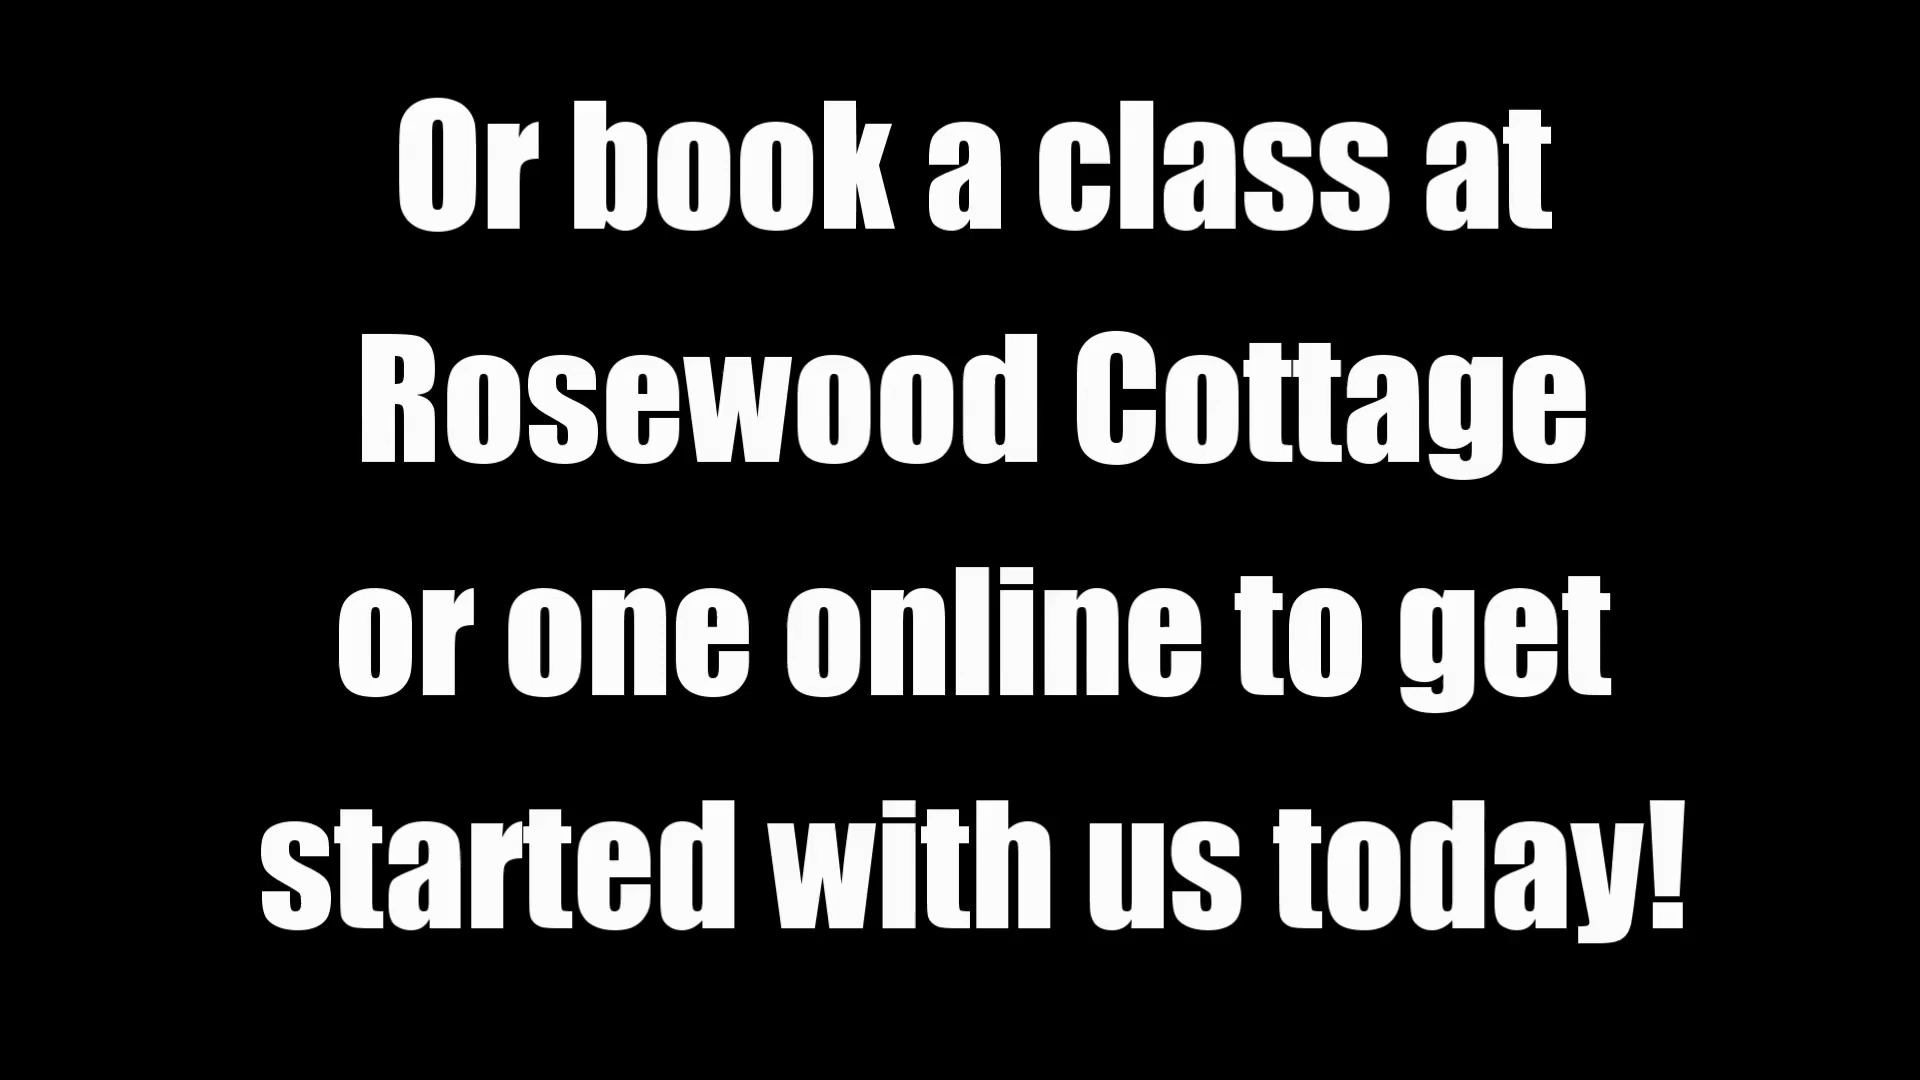 Or book a class at
Rosewood Cottage
or one online to get
started with us today!